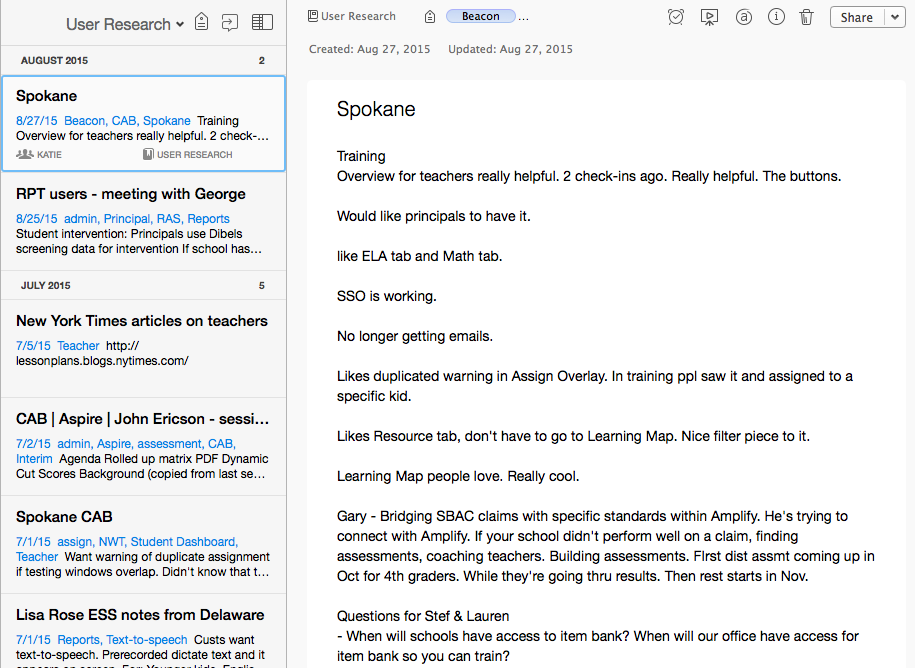 User Research
AUGUST 2015 2
Spokane
8/27/15 Beacon, CAB, Spokane Training
Overview for teachers really helpful. 2 check-...
KATIE USER RESEARCH
RPT users - meeting with George
8/25/15 admin, Principal, RAS, Reports
Student intervention: Principals use Dibels
screening data for intervention If school has...
JULY 2015 5
New York Times articles on teachers
7/5/15 Teacher http://
lessonplans.blogs.nytimes.com/
CAB | Aspire | John Ericson - sessi...
7/2/15 admin, Aspire, assessment, CAB,
Interim Agenda Rolled up matrix PDF Dynamic
Cut Scores Background (copied from last se...
Spokane CAB
7/1/15 assign, NWT, Student Dashboard,
Teacher Want warning of duplicate assignment
if testing windows overlap. Didn't know that t...
Lisa Rose ESS notes from Delaware
7/1/15 Reports, Text-to-speech Custs want
text-to-speech. Prerecorded dictate text and it
User Research Beacon ...
Share
Created: Aug 27, 2015 Updated: Aug 27, 2015
Spokane
Training
Overview for teachers really helpful. 2 check-ins ago. Really helpful. The buttons.
Would like principals to have it.
like ELA tab and Math tab.
SSO is working.
No longer getting emails.
Likes duplicated warning in Assign Overlay. In training ppl saw it and assigned to a
specific kid.
Likes Resource tab, don't have to go to Learning Map. Nice filter piece to it.
Learning Map people love. Really cool.
Gary - Bridging SBAC claims with specific standards within Amplify. He's trying to
connect with Amplify. If your school didn't perform well on a claim, finding
assessments, coaching teachers. Building assessments. FIrst dist assmt coming up in
Oct for 4th graders. While they're going thru results. Then rest starts in Nov.
Questions for Stef & Lauren
- When will schools have access to item bank? When will our office have access for
item bank so you can train?